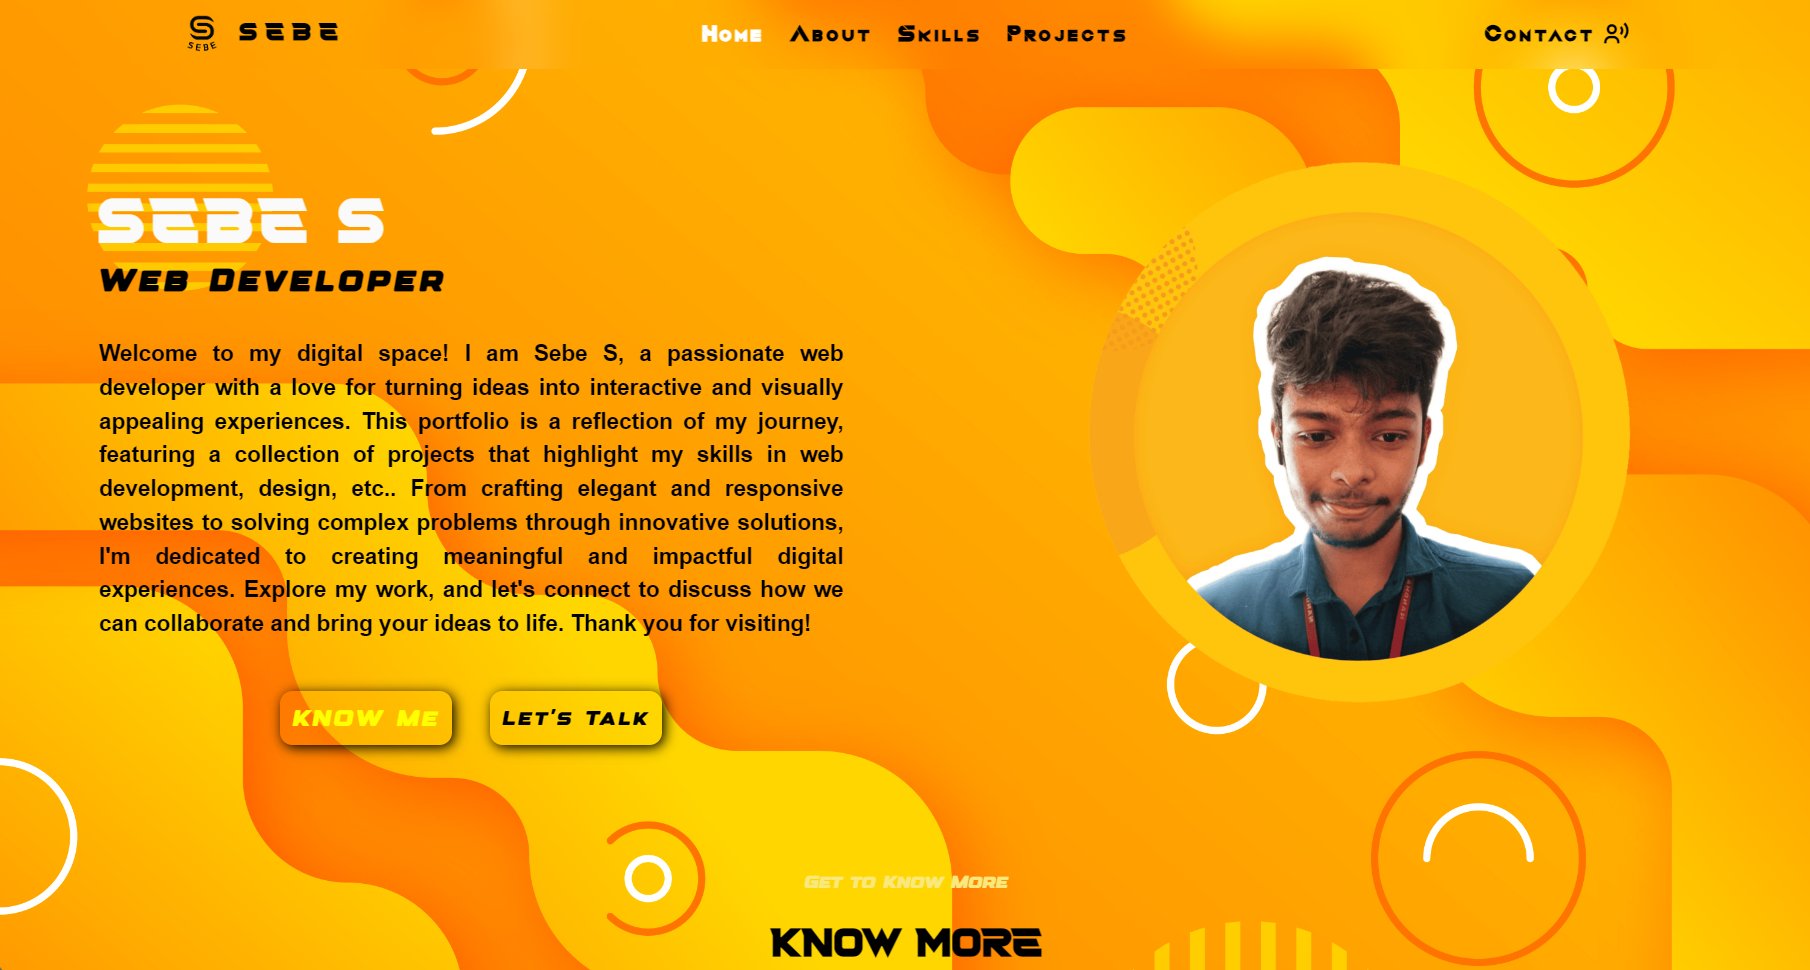 SEBE
SEBE
Home
About
Skills
Projects
Contact
SEBE S
Web Developer
Welcome to my digital space! I am Sebe S, a passionate web
developer with a love for turning ideas into interactive and visually
appealing experiences. This portfolio is a reflection of my journey,
featuring a collection of projects that highlight my skills in web
development, design, etc.. From crafting elegant and responsive
websites to solving complex problems through innovative solutions,
I'm dedicated to creating meaningful and impactful digital
experiences. Explore my work, and let's connect to discuss how we
can collaborate and bring your ideas to life. Thank you for visiting!
KNOW Me
Let's Talk
Get to Know More
KNOW MORE